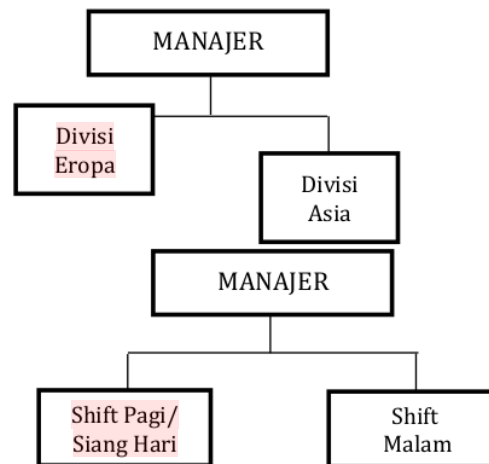 MANAJER
Divisi
Eropa
Divisi
Asia
MANAJER
Shift Pagi/
Siang Hari
Shift
Malam